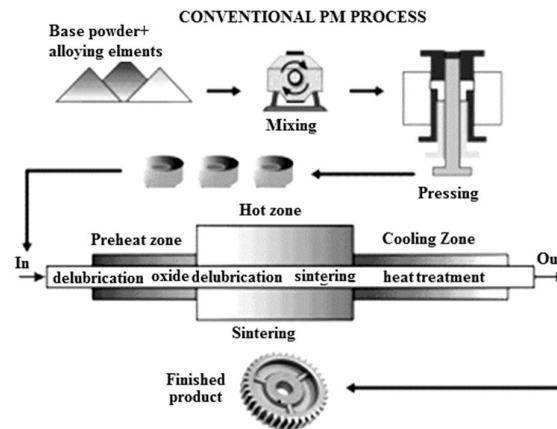 CONVENTIONAL PM PROCESS
Base powder+
alloying elments
Mixing
Pressing
Hot zone
Preheat zone
Cooling Zone
In
Ou
delubrication oxide delubrication sintering heat treatment
Sintering
Finished
product